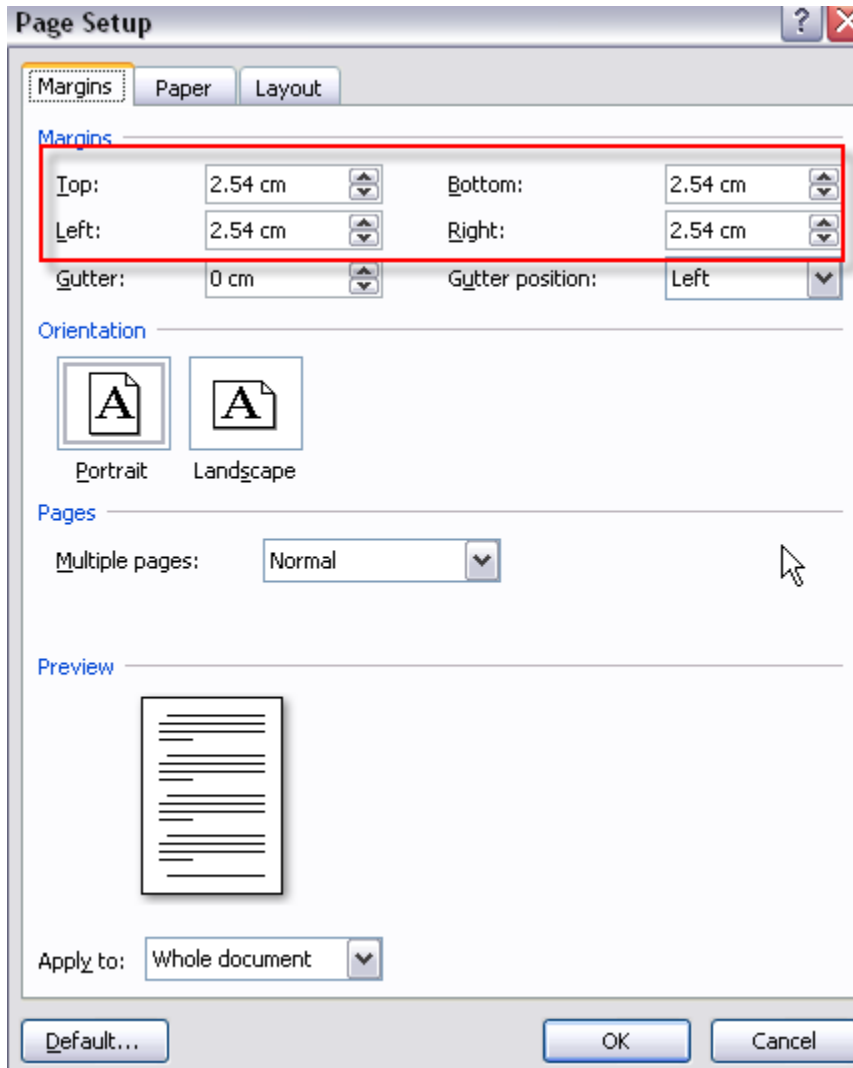 Page Setup
Margins Paper Layout
Margins
Top: 2.54 cm Bottom: 2.54 cm
Left: 2.54 cm Right: 2.54 cm
Gutter: 0 cm Gutter position: Left
Orientation
A A
Portrait Landscape
Pages
Multiple pages: Normal
Preview
Apply to: Whole document
Default... OK Cancel